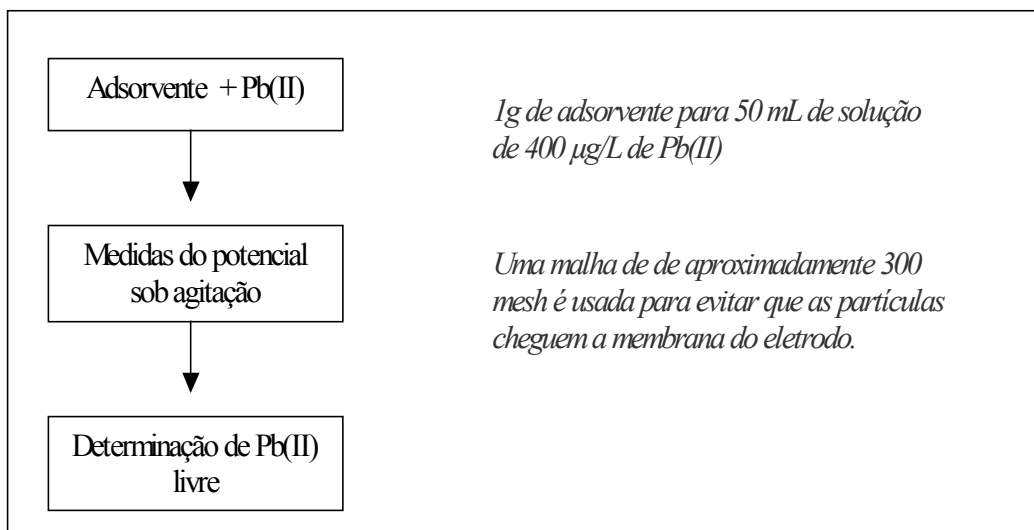 Adsorvente + Pb(II)
1g de adsorvente para 50 mL de solução
de 400 µg/L de Pb(II)
Medidas do potencial
sob agitação
Uma malha de de aproximadamente 300
mesh é usada para evitar que as partículas
cheguem a membrana do eletrodo.
Determinação de Pb(II)
livre